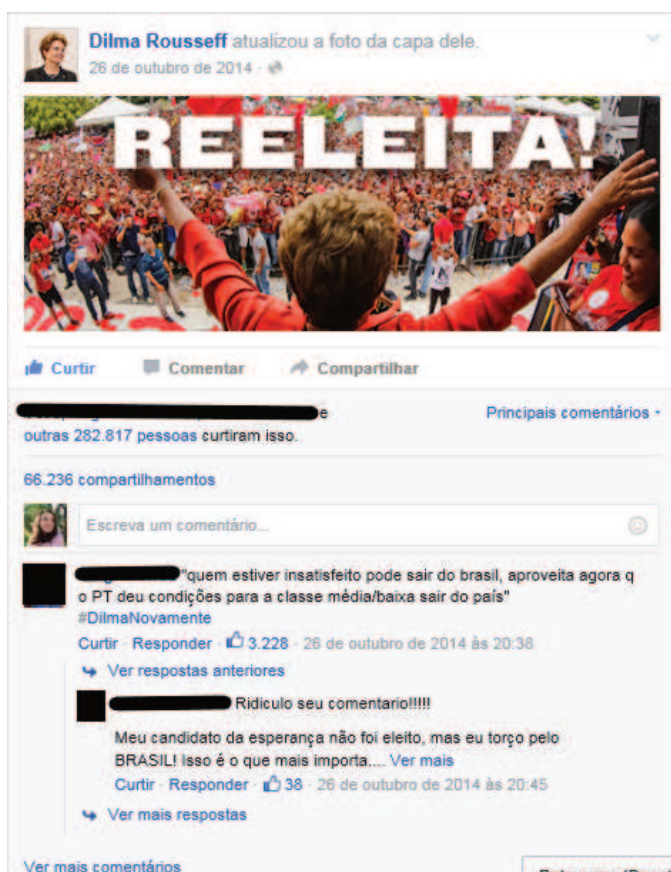 Dilma Rousseff atualizou a foto da capa dele.
26 de outubro de 2014 ·
REELEITA!
Curtir Comentar Compartilhar
e
outras 282.817 pessoas curtiram isso.
Principais comentários
66.236 compartilhamentos
Escreva um comentário...
"quem estiver insatisfeito pode sair do brasil, aproveita agora q
o PT deu condições para a classe média/baixa sair do país"
#DilmaNovamente
Curtir · Responder · 3.228 · 26 de outubro de 2014 às 20:38
Ver respostas anteriores
Ridiculo seu comentario!!!!!
Meu candidato da esperança não foi eleito, mas eu torço pelo
BRASIL! Isso é o que mais importa.... Ver mais
Curtir · Responder · 38 · 26 de outubro de 2014 às 20:45
Ver mais respostas
Ver mais comentários